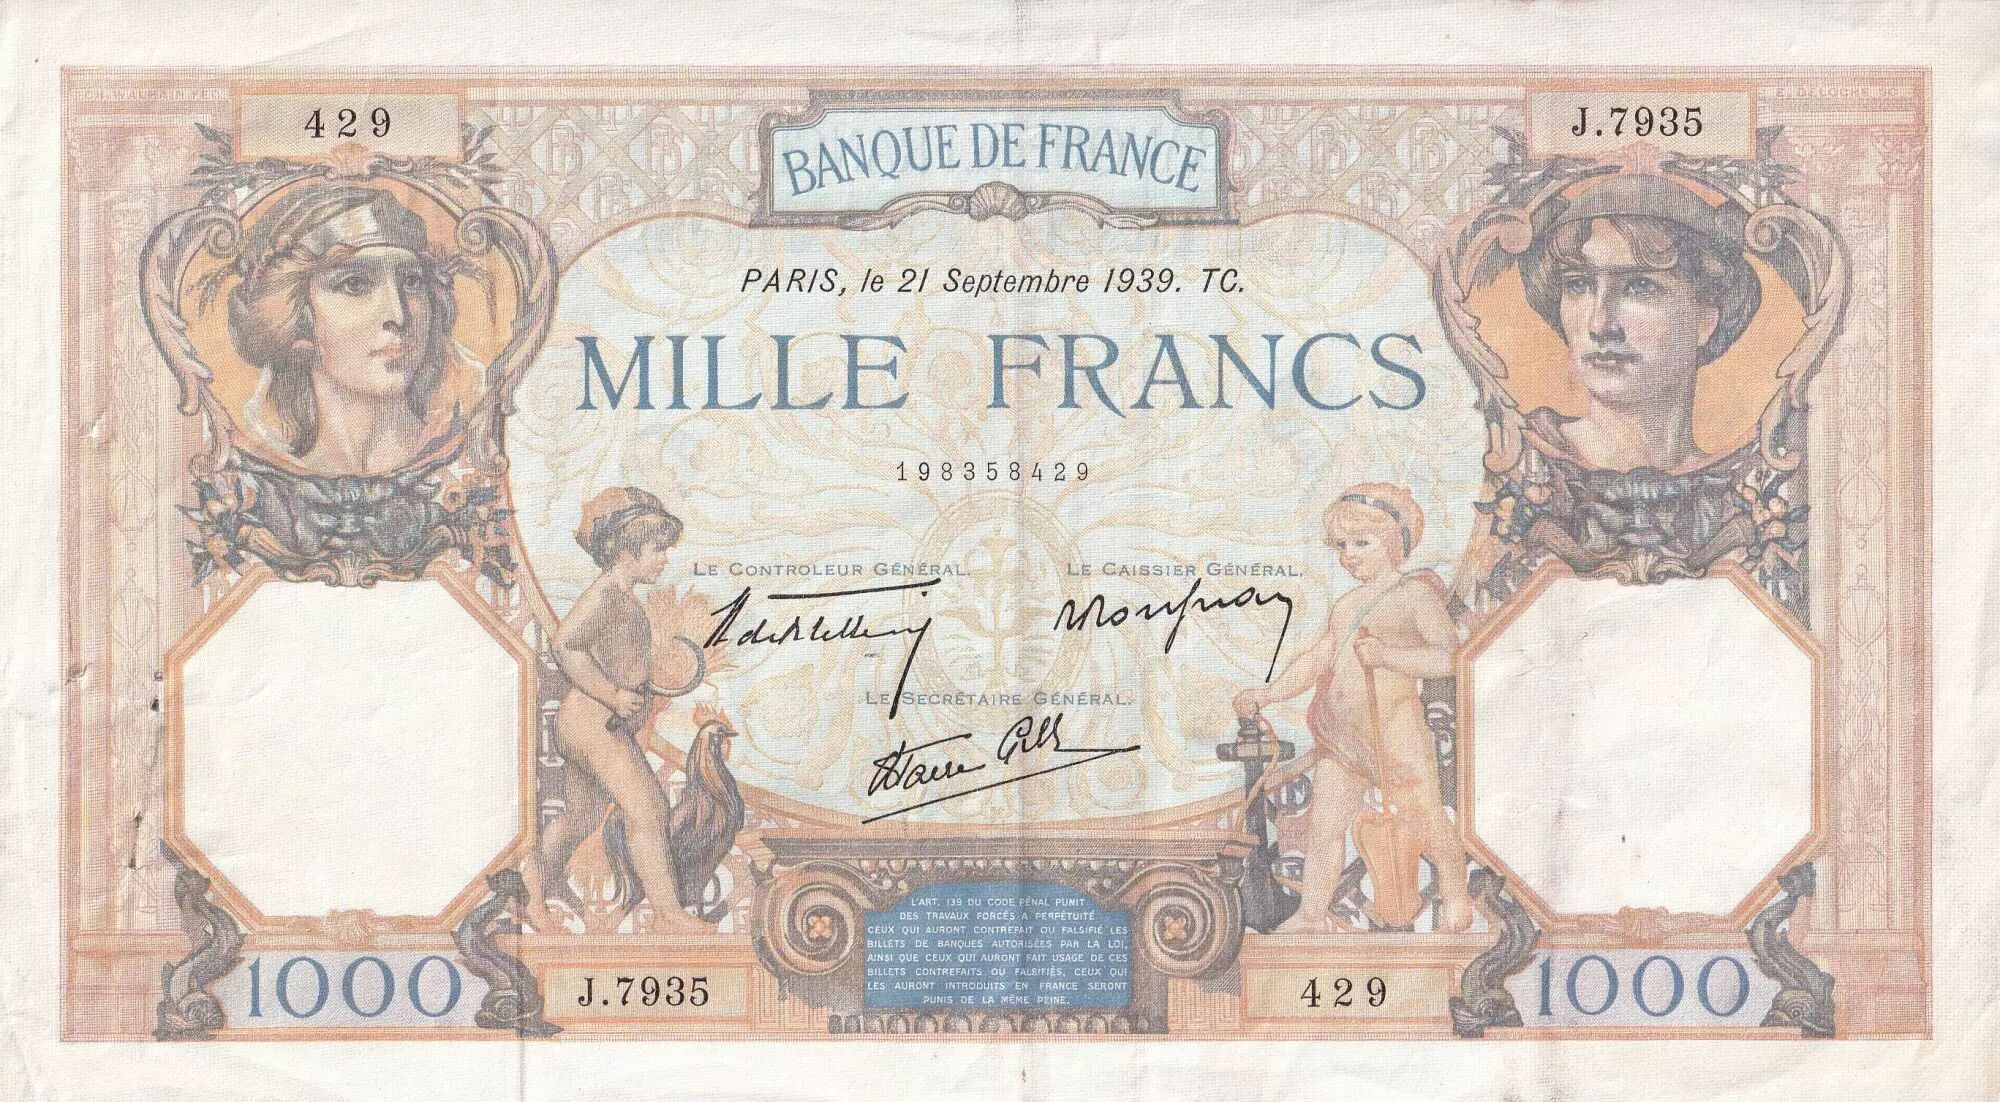 429
J.7935
BANQUE DE FRANCE
PARIS, le 21 Septembre 1939. TC.
MILLE FRANCS
198358429
LE CONTROLEUR GÉNÉRAL.
LE CAISSIER GÉNÉRAL.
LE SECRÉTAIRE GÉNÉRAL.
L'ART. 139 DU CODE PÉNAL PUNIT
DES TRAVAUX FORCÉS A PERPÉTUITÉ
CEUX QUI AURONT CONTREFAIT OU FALSIFIÉ LES
BILLETS DE BANQUES AUTORISÉES PAR LA LOI.
AINSI QUE CEUX QUI AURONT FAIT USAGE DE CES
BILLETS CONTREFAITS OU FALSIFIÉS, CEUX QUI
LES AURONT INTRODUITS EN FRANCE SERONT
PUNIS DE LA MÊME PEINE.
1000
J.7935
429
1000